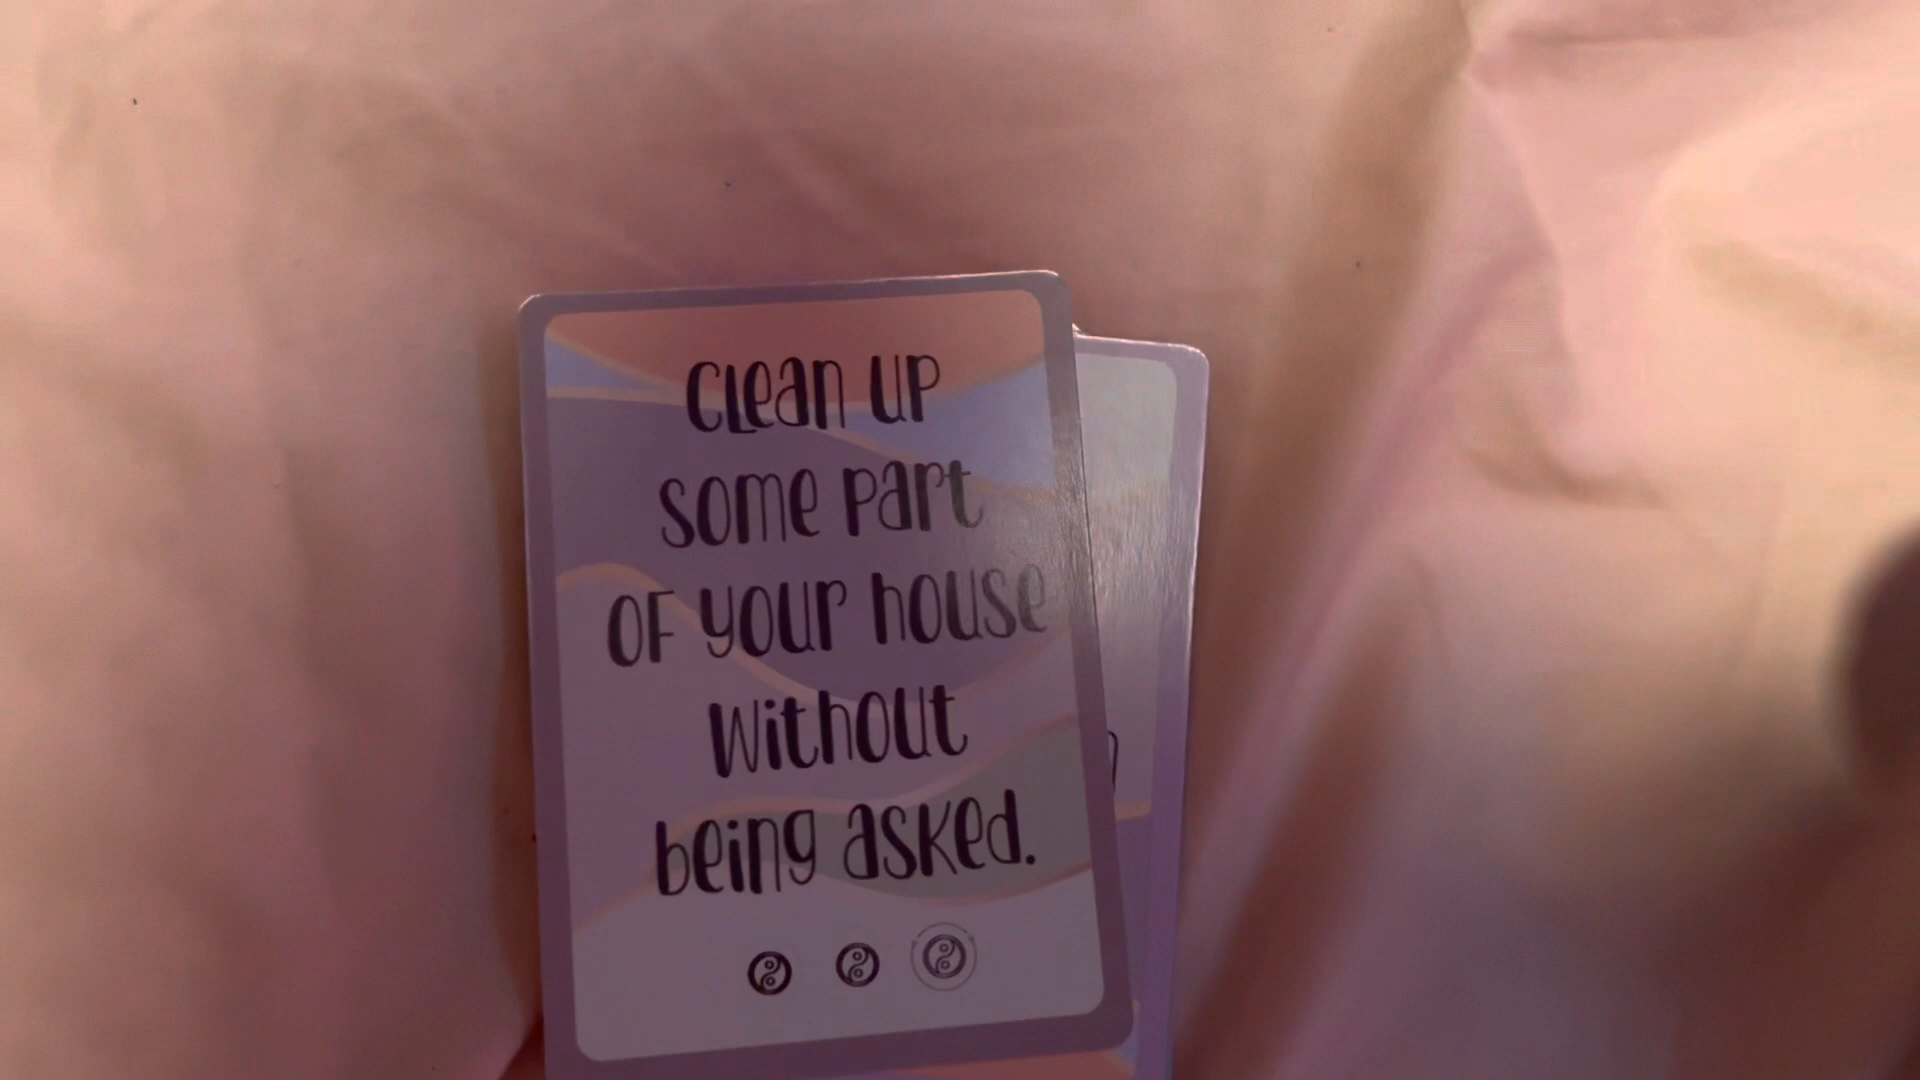 Clean up
some part
of your house
without
being asked.